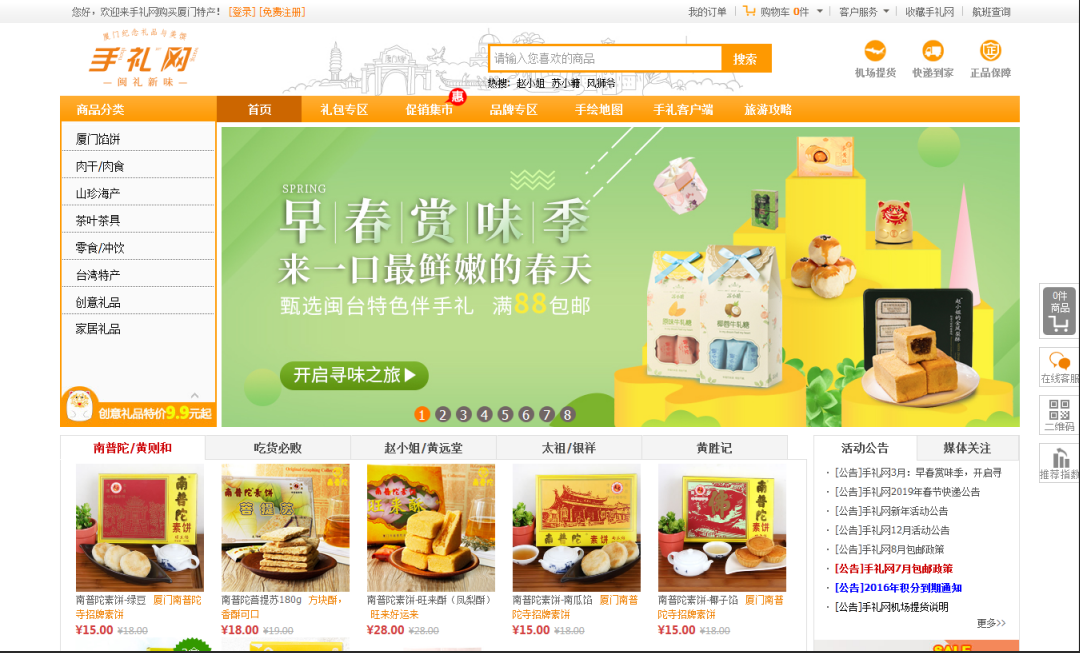 您好，欢迎来手礼网购买厦门特产！ [登录] [免费注册]
我的订单 购物车 0件 客户服务 收藏手礼网 航班查询
厦门纪念礼品与美馔
手礼网
闽礼新味
请输入您喜欢的商品
搜索
热搜：赵小姐 苏小糖 风狮爷
机场提货 快递到家 正品保障
商品分类 首页 礼包专区 促销集市 惠 品牌专区 手绘地图 手礼客户端 旅游攻略
厦门馅饼
肉干/肉食
山珍海产
茶叶茶具
零食/冲饮
台湾特产
创意礼品
家居礼品
创意礼品特价9.9元起
SPRING
早春赏味季
来一口最鲜嫩的春天
甄选闽台特色伴手礼 满88包邮
开启寻味之旅
1 2 3 4 5 6 7 8
0件
商品
在线客服
二维码
推荐指数
南普陀/黄则和 吃货必败 赵小姐/黄远堂 太祖/银祥 黄胜记
南普陀素饼-绿豆 厦门南普陀
寺招牌素饼
¥15.00 ¥18.00
南普陀菩提苏180g 方块酥，
香酥可口
¥18.00 ¥19.00
南普陀素饼-旺来酥（凤梨酥）
旺来好运来
¥28.00 ¥28.00
南普陀素饼-南瓜馅 厦门南普
陀寺招牌素饼
¥15.00 ¥18.00
南普陀素饼-椰子馅 厦门南普
陀寺招牌素饼
¥15.00 ¥18.00
活动公告 媒体关注
· [公告]手礼网3月：早春赏味季，开启寻
· [公告]手礼网2019年春节快递公告
· [公告]手礼网新年活动公告
· [公告]手礼网12月活动公告
· [公告]手礼网8月包邮政策
· [公告]手礼网7月包邮政策
· [公告]2016年积分到期通知
· [公告]手礼网机场提货说明
更多>>
SALE